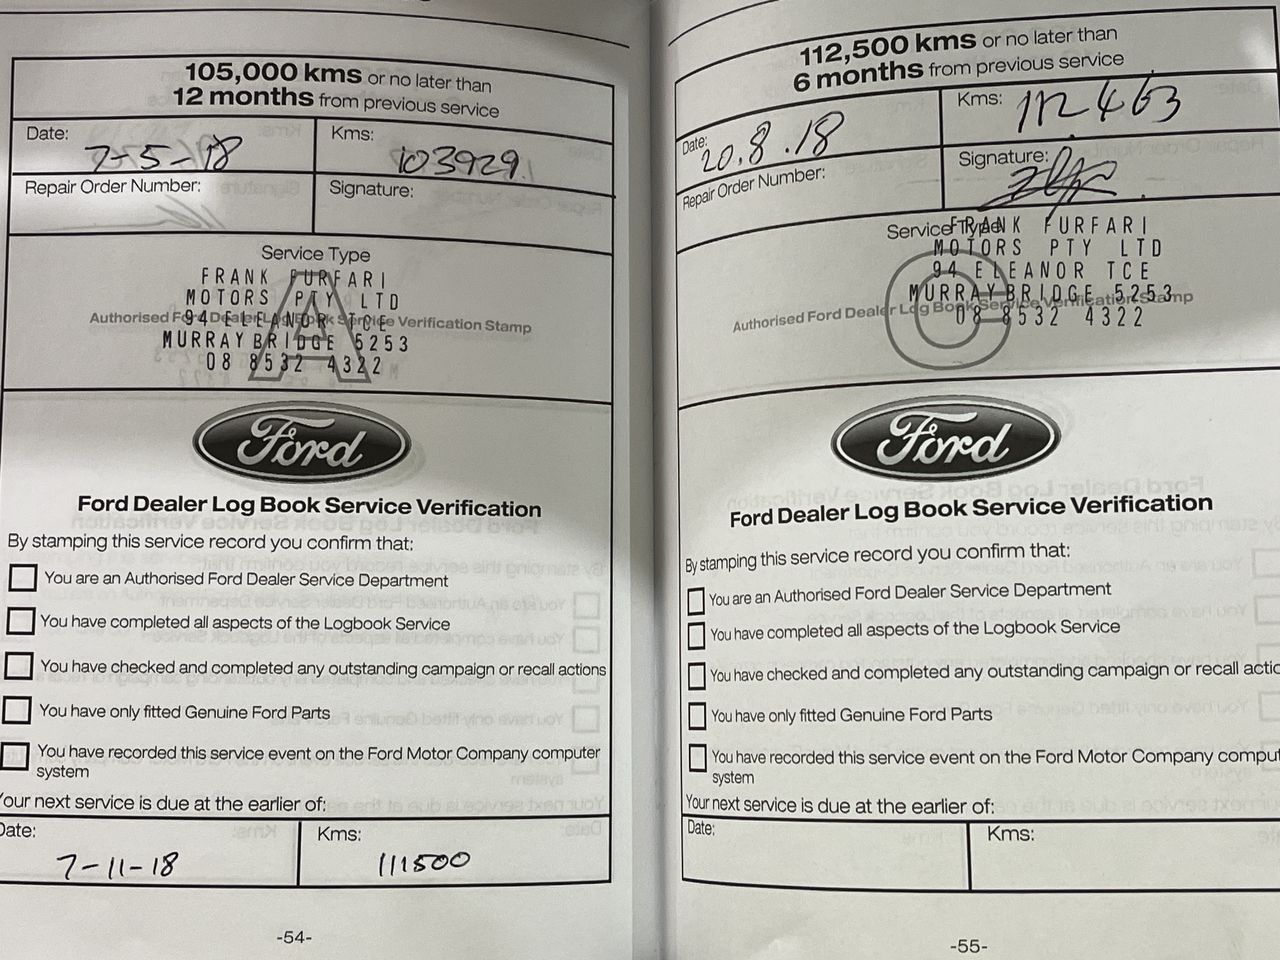 105,000 kms or no later than
12 months from previous service
Date:
7-5-18
Kms:
103929
Repair Order Number:
Signature:
Service Type
A
FRANK FURFARI
MOTORS PTY LTD
Authorised Ford Dealer Log Book Service Verification Stamp
94 ELEANOR TCE
MURRAY BRIDGE 5253
08 8532 4322
Ford
Ford Dealer Log Book Service Verification
By stamping this service record you confirm that:
You are an Authorised Ford Dealer Service Department
You have completed all aspects of the Logbook Service
You have checked and completed any outstanding campaign or recall actions
You have only fitted Genuine Ford Parts
You have recorded this service event on the Ford Motor Company computer
system
Your next service is due at the earlier of:
Date:
7-11-18
Kms:
111500
-54-
112,500 kms or no later than
6 months from previous service
Date:
20.8.18
Kms:
112463
Repair Order Number:
Signature:
Service Type
C
FRANK FURFARI
MOTORS PTY LTD
94 ELEANOR TCE
MURRAY BRIDGE 5253
Authorised Ford Dealer Log Book Service Verification Stamp
08 8532 4322
Ford
Ford Dealer Log Book Service Verification
By stamping this service record you confirm that:
You are an Authorised Ford Dealer Service Department
You have completed all aspects of the Logbook Service
You have checked and completed any outstanding campaign or recall actio
You have only fitted Genuine Ford Parts
You have recorded this service event on the Ford Motor Company comput
system
Your next service is due at the earlier of:
Date:
Kms:
-55-